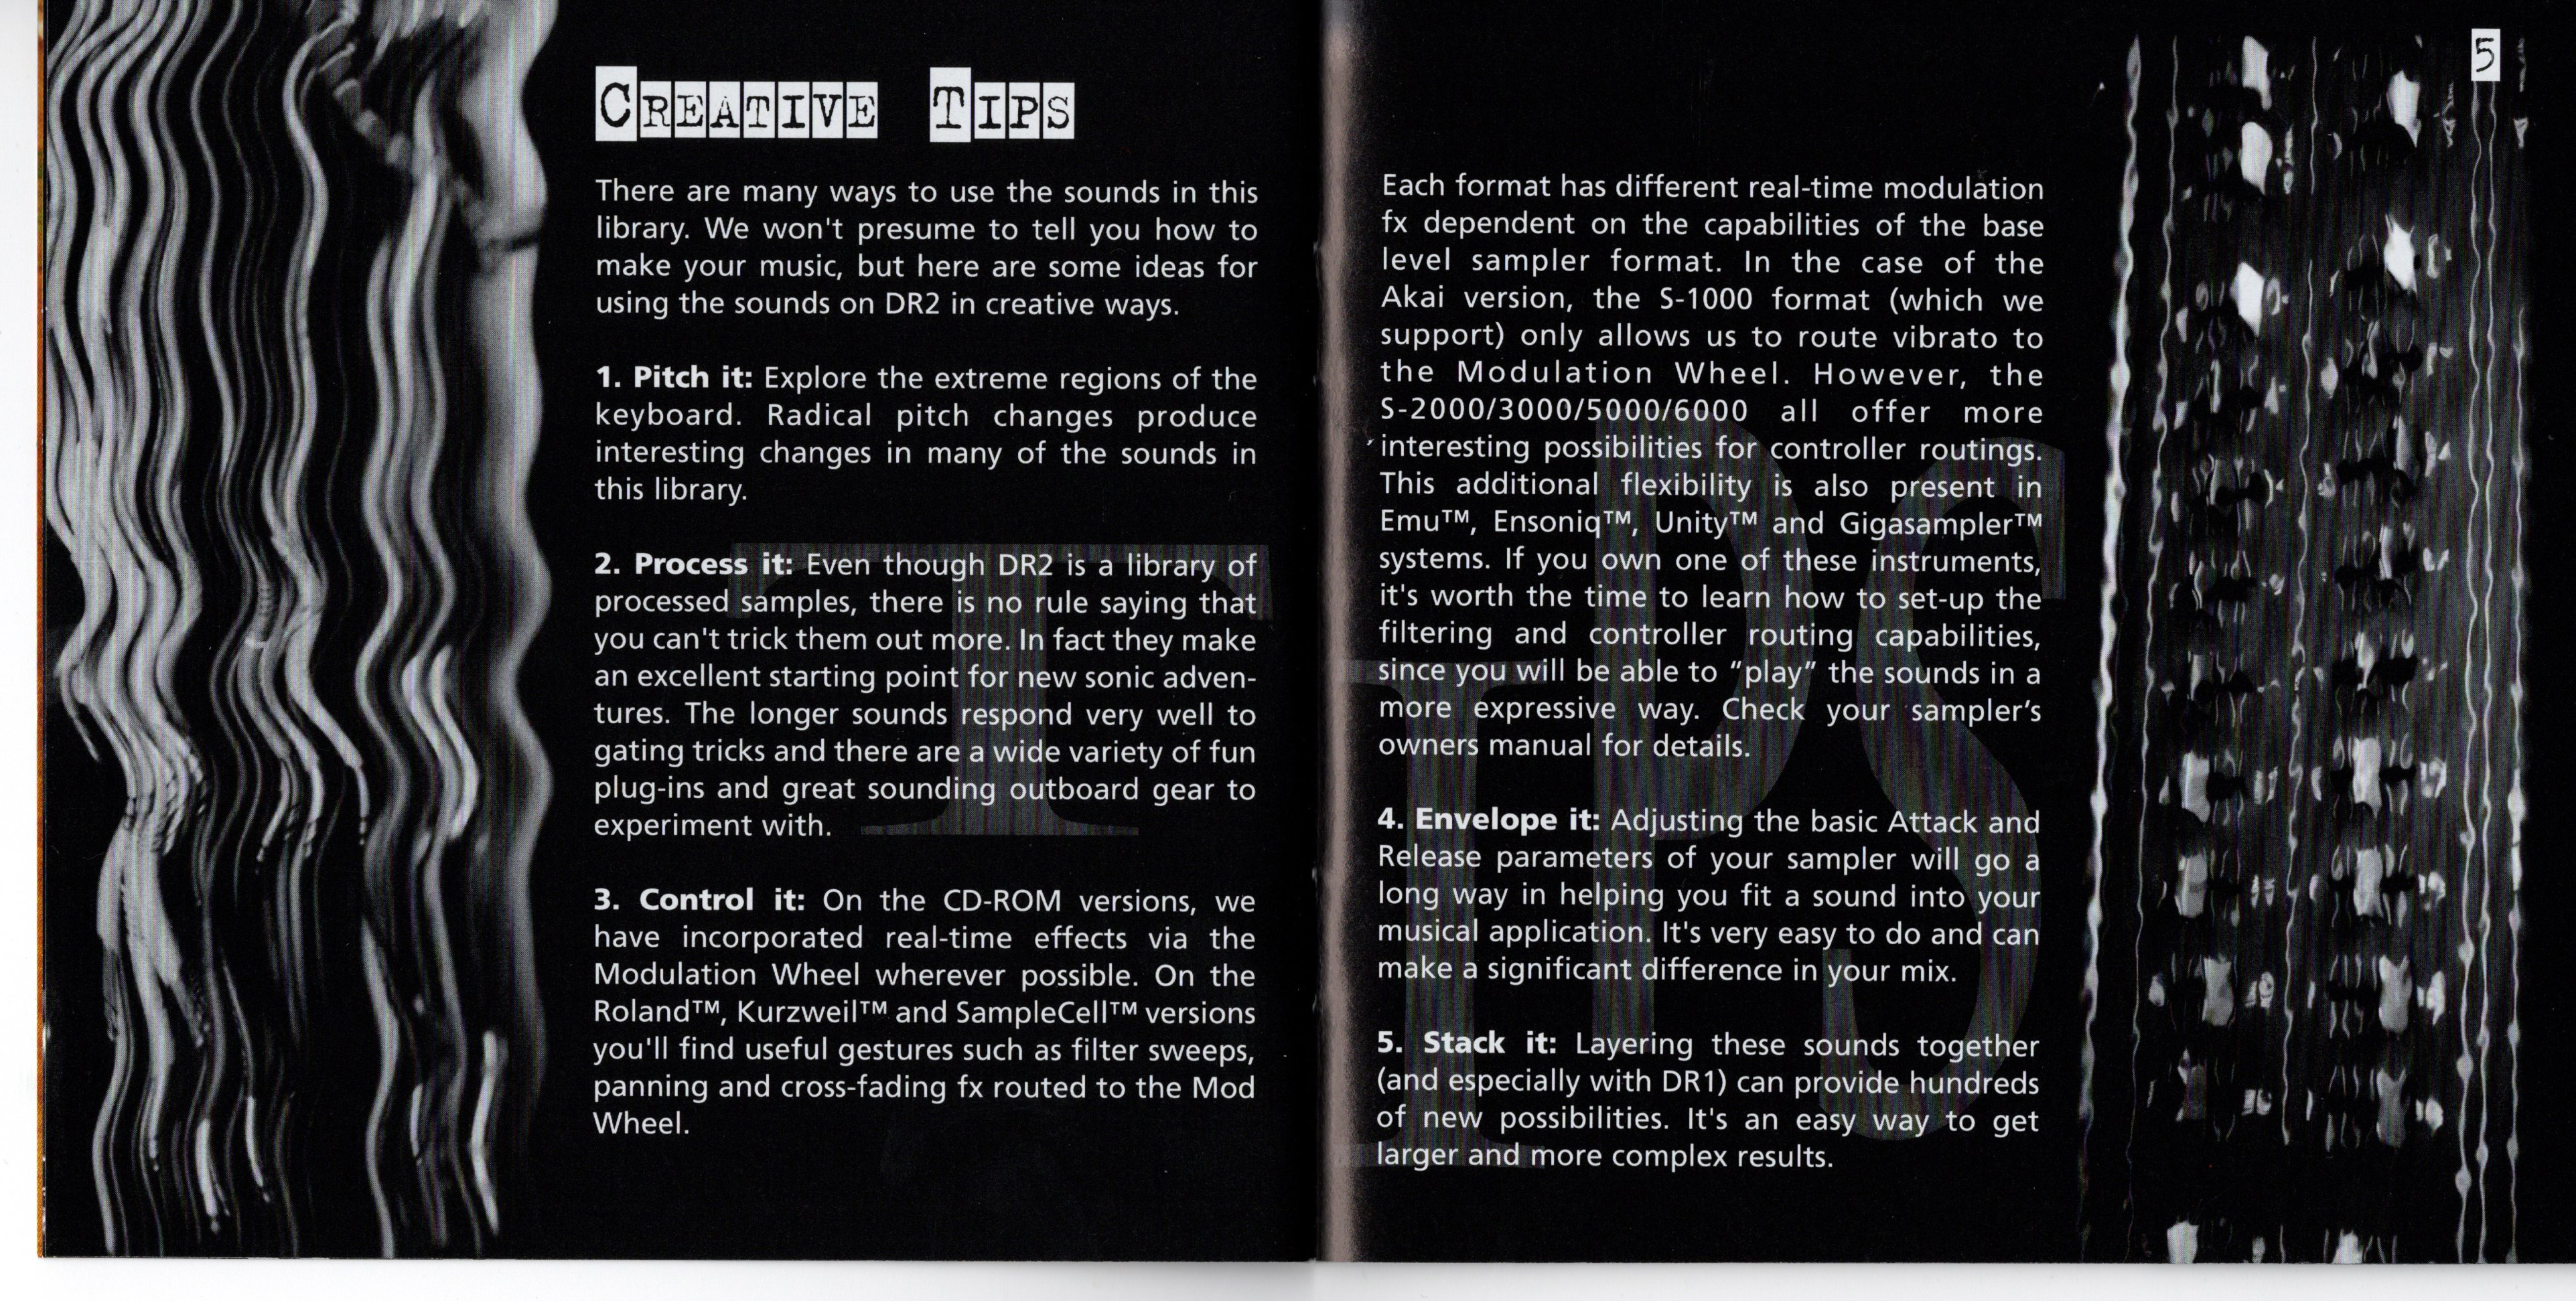 CREATIVE TIPS
There are many ways to use the sounds in this
library. We won't presume to tell you how to
make your music, but here are some ideas for
using the sounds on DR2 in creative ways.
1. Pitch it: Explore the extreme regions of the
keyboard. Radical pitch changes produce
interesting changes in many of the sounds in
this library.
2. Process it: Even though DR2 is a library of
processed samples, there is no rule saying that
you can't trick them out more. In fact they make
an excellent starting point for new sonic adven-
tures. The longer sounds respond very well to
gating tricks and there are a wide variety of fun
plug-ins and great sounding outboard gear to
experiment with.
3. Control it: On the CD-ROM versions, we
have incorporated real-time effects via the
Modulation Wheel wherever possible. On the
Roland™, Kurzweil™ and SampleCell™ versions
you'll find useful gestures such as filter sweeps,
panning and cross-fading fx routed to the Mod
Wheel.
5
Each format has different real-time modulation
fx dependent on the capabilities of the base
level sampler format. In the case of the
Akai version, the S-1000 format (which we
support) only allows us to route vibrato to
the Modulation Wheel. However, the
S-2000/3000/5000/6000 all offer more
interesting possibilities for controller routings.
This additional flexibility is also present in
Emu™, Ensoniq™, Unity™ and Gigasampler™
systems. If you own one of these instruments,
it's worth the time to learn how to set-up the
filtering and controller routing capabilities,
since you will be able to “play” the sounds in a
more expressive way. Check your sampler’s
owners manual for details.
4. Envelope it: Adjusting the basic Attack and
Release parameters of your sampler will go a
long way in helping you fit a sound into your
musical application. It's very easy to do and can
make a significant difference in your mix.
5. Stack it: Layering these sounds together
(and especially with DR1) can provide hundreds
of new possibilities. It's an easy way to get
larger and more complex results.
TIPS